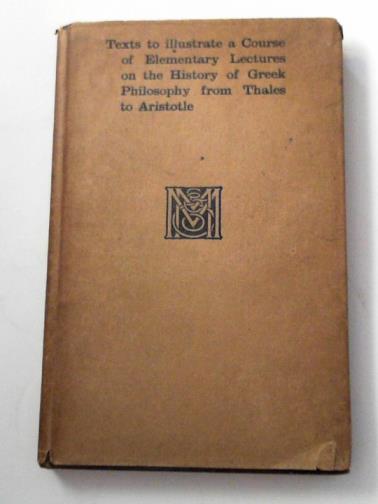 Texts to illustrate a Course
of Elementary Lectures
on the History of Greek
Philosophy from Thales
to Aristotle